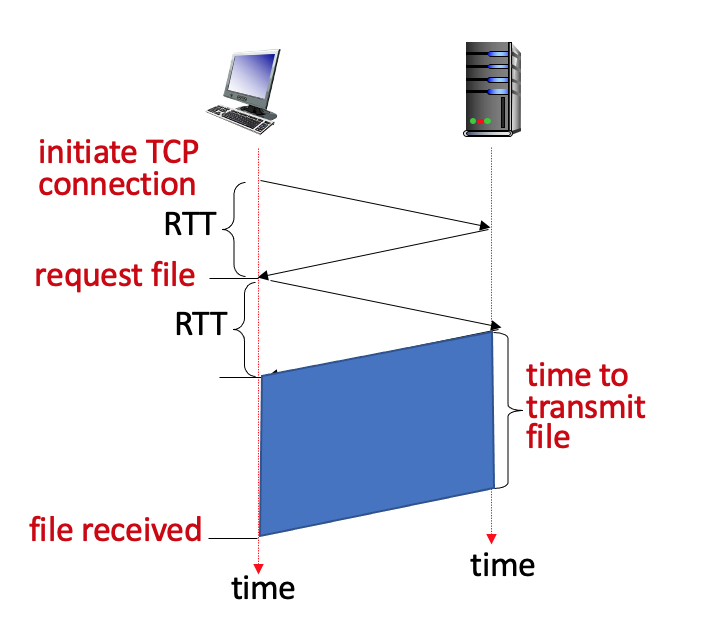 initiate TCP
connection
RTT
request file
RTT
time to
transmit
file
file received
time
time